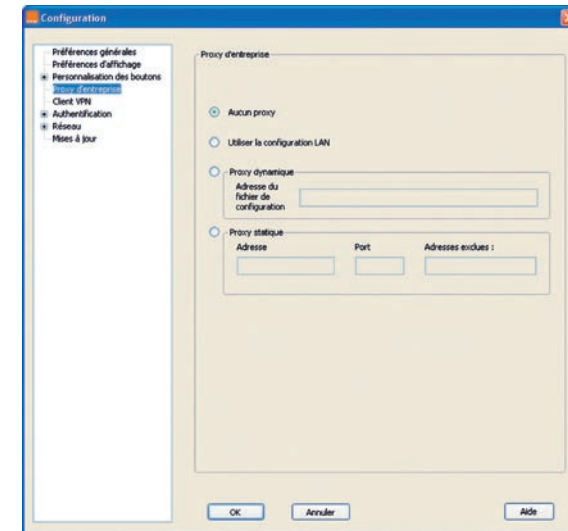 Configuration
Préférences générales
Préférences d'affichage
Personnalisation des boutons
Proxy d'entreprise
Client VPN
Authentification
Réseau
Mises à jour
Proxy d'entreprise
Aucun proxy
Utiliser la configuration LAN
Proxy dynamique
Adresse du
fichier de
configuration
Proxy statique
Adresse Port Adresses exclues :
OK Annuler Aide